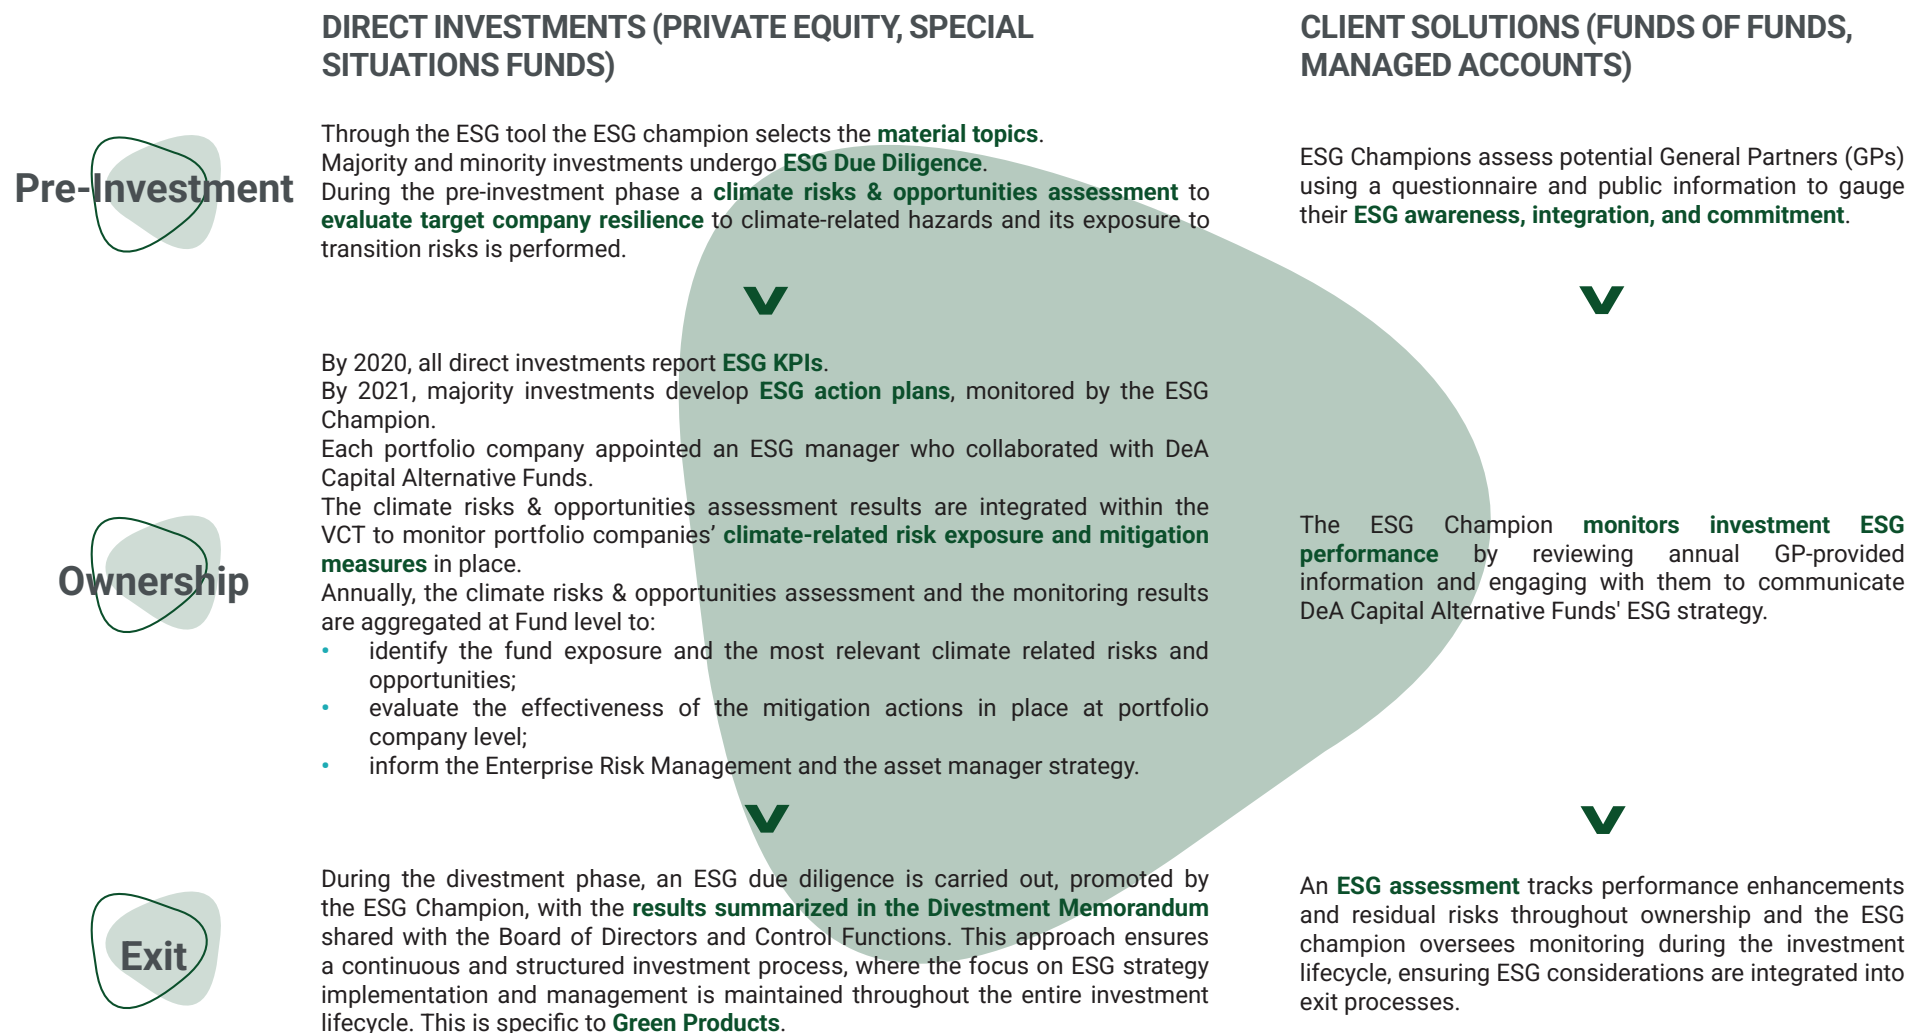 DIRECT INVESTMENTS (PRIVATE EQUITY, SPECIAL
SITUATIONS FUNDS)
CLIENT SOLUTIONS (FUNDS OF FUNDS,
MANAGED ACCOUNTS)
Pre-Investment
Through the ESG tool the ESG champion selects the material topics.
Majority and minority investments undergo ESG Due Diligence.
During the pre-investment phase a climate risks & opportunities assessment to
evaluate target company resilience to climate-related hazards and its exposure to
transition risks is performed.
ESG Champions assess potential General Partners (GPs)
using a questionnaire and public information to gauge
their ESG awareness, integration, and commitment.
Ownership
By 2020, all direct investments report ESG KPIs.
By 2021, majority investments develop ESG action plans, monitored by the ESG
Champion.
Each portfolio company appointed an ESG manager who collaborated with DeA
Capital Alternative Funds.
The climate risks & opportunities assessment results are integrated within the
VCT to monitor portfolio companies' climate-related risk exposure and mitigation
measures in place.
Annually, the climate risks & opportunities assessment and the monitoring results
are aggregated at Fund level to:
• identify the fund exposure and the most relevant climate related risks and
opportunities;
• evaluate the effectiveness of the mitigation actions in place at portfolio
company level;
• inform the Enterprise Risk Management and the asset manager strategy.
The ESG Champion monitors investment ESG
performance by reviewing annual GP-provided
information and engaging with them to communicate
DeA Capital Alternative Funds' ESG strategy.
Exit
During the divestment phase, an ESG due diligence is carried out, promoted by
the ESG Champion, with the results summarized in the Divestment Memorandum
shared with the Board of Directors and Control Functions. This approach ensures
a continuous and structured investment process, where the focus on ESG strategy
implementation and management is maintained throughout the entire investment
lifecycle. This is specific to Green Products.
An ESG assessment tracks performance enhancements
and residual risks throughout ownership and the ESG
champion oversees monitoring during the investment
lifecycle, ensuring ESG considerations are integrated into
exit processes.